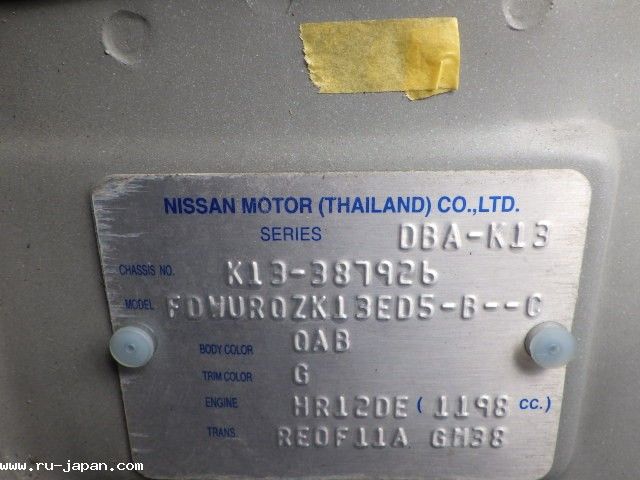 NISSAN MOTOR (THAILAND) CO.,LTD.
SERIES DBA-K13
CHASSIS NO. K13-387926
MODEL FDWURQZK13ED5-B--C
BODY COLOR QAB
TRIM COLOR G
ENGINE HR12DE ( 1198 CC.)
TRANS. RE0F11A GM38
www.ru-japan.com